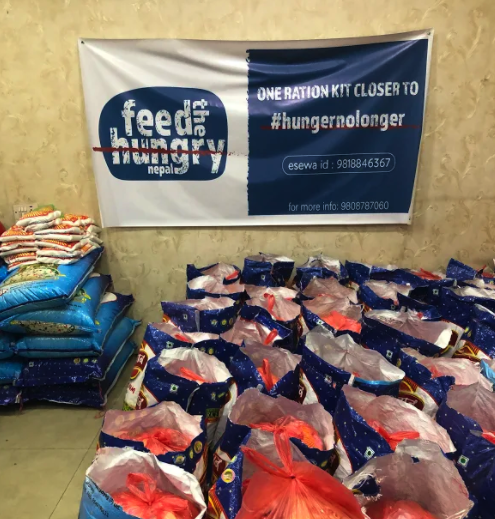 feed
the
hungry
nepal
ONE RATION KIT CLOSER TO
#hungernolonger
esewa id : 9818846367
for more info: 9808787060